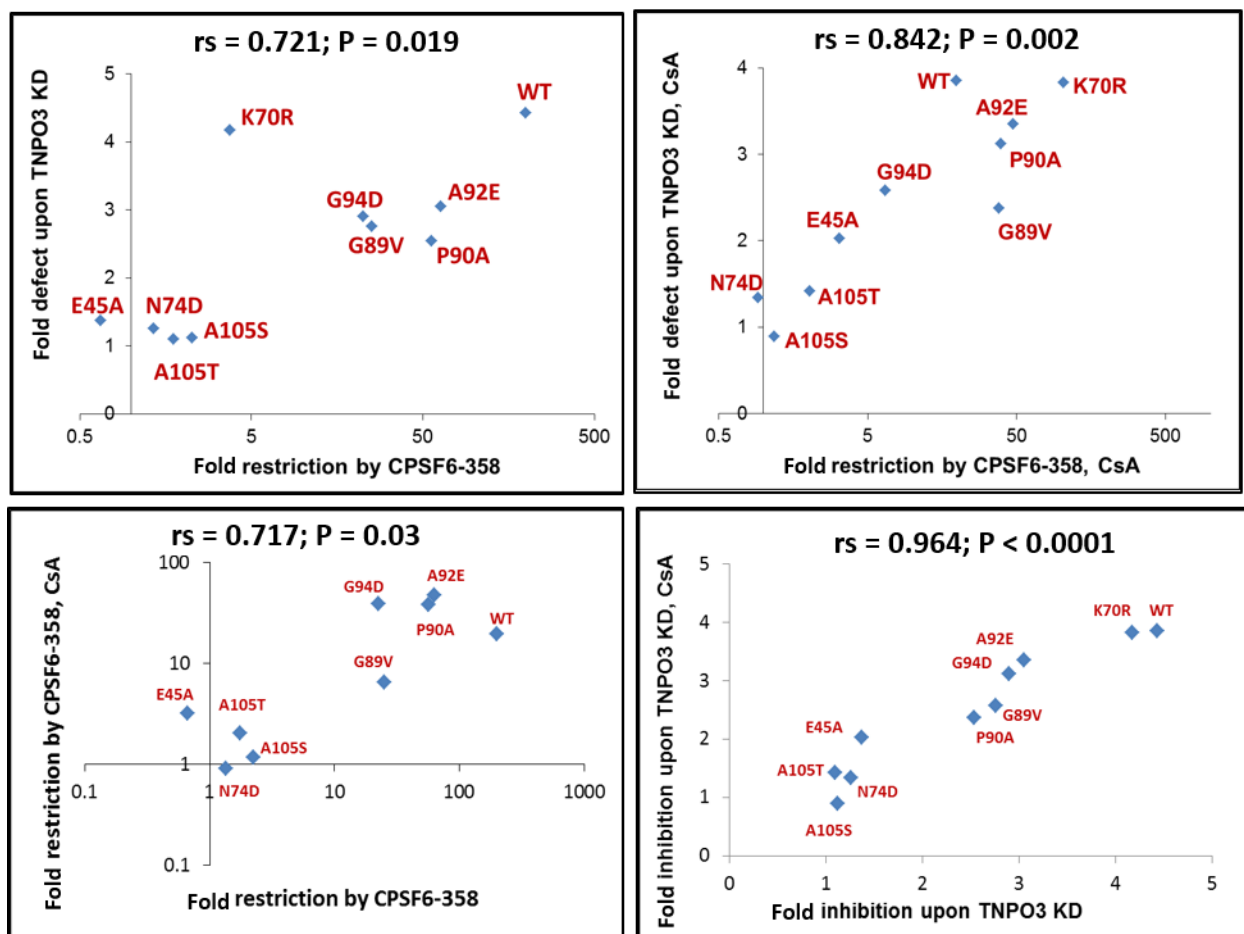 rs = 0.721; P = 0.019
Fold defect upon TNPO3 KD
5
4
3
2
1
0
WT
K70R
G94D
A92E
G89V
P90A
E45A
N74D
A105S
A105T
0.5
5
50
500
Fold restriction by CPSF6-358
rs = 0.842; P = 0.002
Fold defect upon TNPO3 KD, CsA
4
3
2
1
0
WT
K70R
A92E
P90A
G94D
G89V
E45A
N74D
A105T
A105S
0.5
5
50
500
Fold restriction by CPSF6-358, CsA
rs = 0.717; P = 0.03
Fold restriction by CPSF6-358, CsA
100
10
1
0.1
A92E
G94D
P90A
WT
G89V
E45A
A105T
A105S
N74D
0.1
1
10
100
1000
Fold restriction by CPSF6-358
rs = 0.964; P < 0.0001
Fold inhibition upon TNPO3 KD, CsA
5
4
3
2
1
0
K70R
WT
A92E
G94D
G89V
P90A
E45A
A105T
N74D
A105S
0
1
2
3
4
5
Fold inhibition upon TNPO3 KD